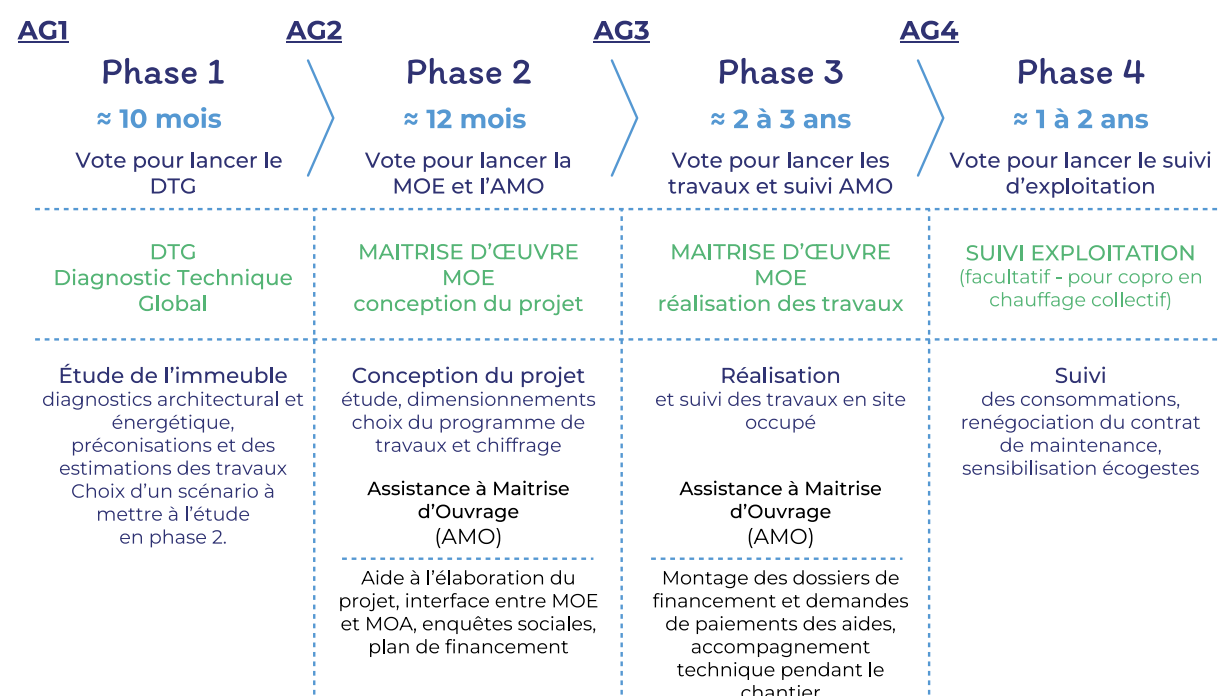 AG1
AG2
AG3
AG4
Phase 1
≈ 10 mois
Vote pour lancer le
DTG
Phase 2
≈ 12 mois
Vote pour lancer la
MOE et l’AMO
Phase 3
≈ 2 à 3 ans
Vote pour lancer les
travaux et suivi AMO
Phase 4
≈ 1 à 2 ans
Vote pour lancer le suivi
d’exploitation
DTG
Diagnostic Technique
Global
MAITRISE D’ŒUVRE
MOE
conception du projet
MAITRISE D’ŒUVRE
MOE
réalisation des travaux
SUIVI EXPLOITATION
(facultatif - pour copro en
chauffage collectif)
Étude de l’immeuble
diagnostics architectural et
énergétique,
préconisations et des
estimations des travaux
Choix d’un scénario à
mettre à l’étude
en phase 2.
Conception du projet
étude, dimensionnements
choix du programme de
travaux et chiffrage
Assistance à Maitrise
d’Ouvrage
(AMO)
Aide à l’élaboration du
projet, interface entre MOE
et MOA, enquêtes sociales,
plan de financement
Réalisation
et suivi des travaux en site
occupé
Assistance à Maitrise
d’Ouvrage
(AMO)
Montage des dossiers de
financement et demandes
de paiements des aides,
accompagnement
technique pendant le
chantier
Suivi
des consommations,
renégociation du contrat
de maintenance,
sensibilisation écogestes